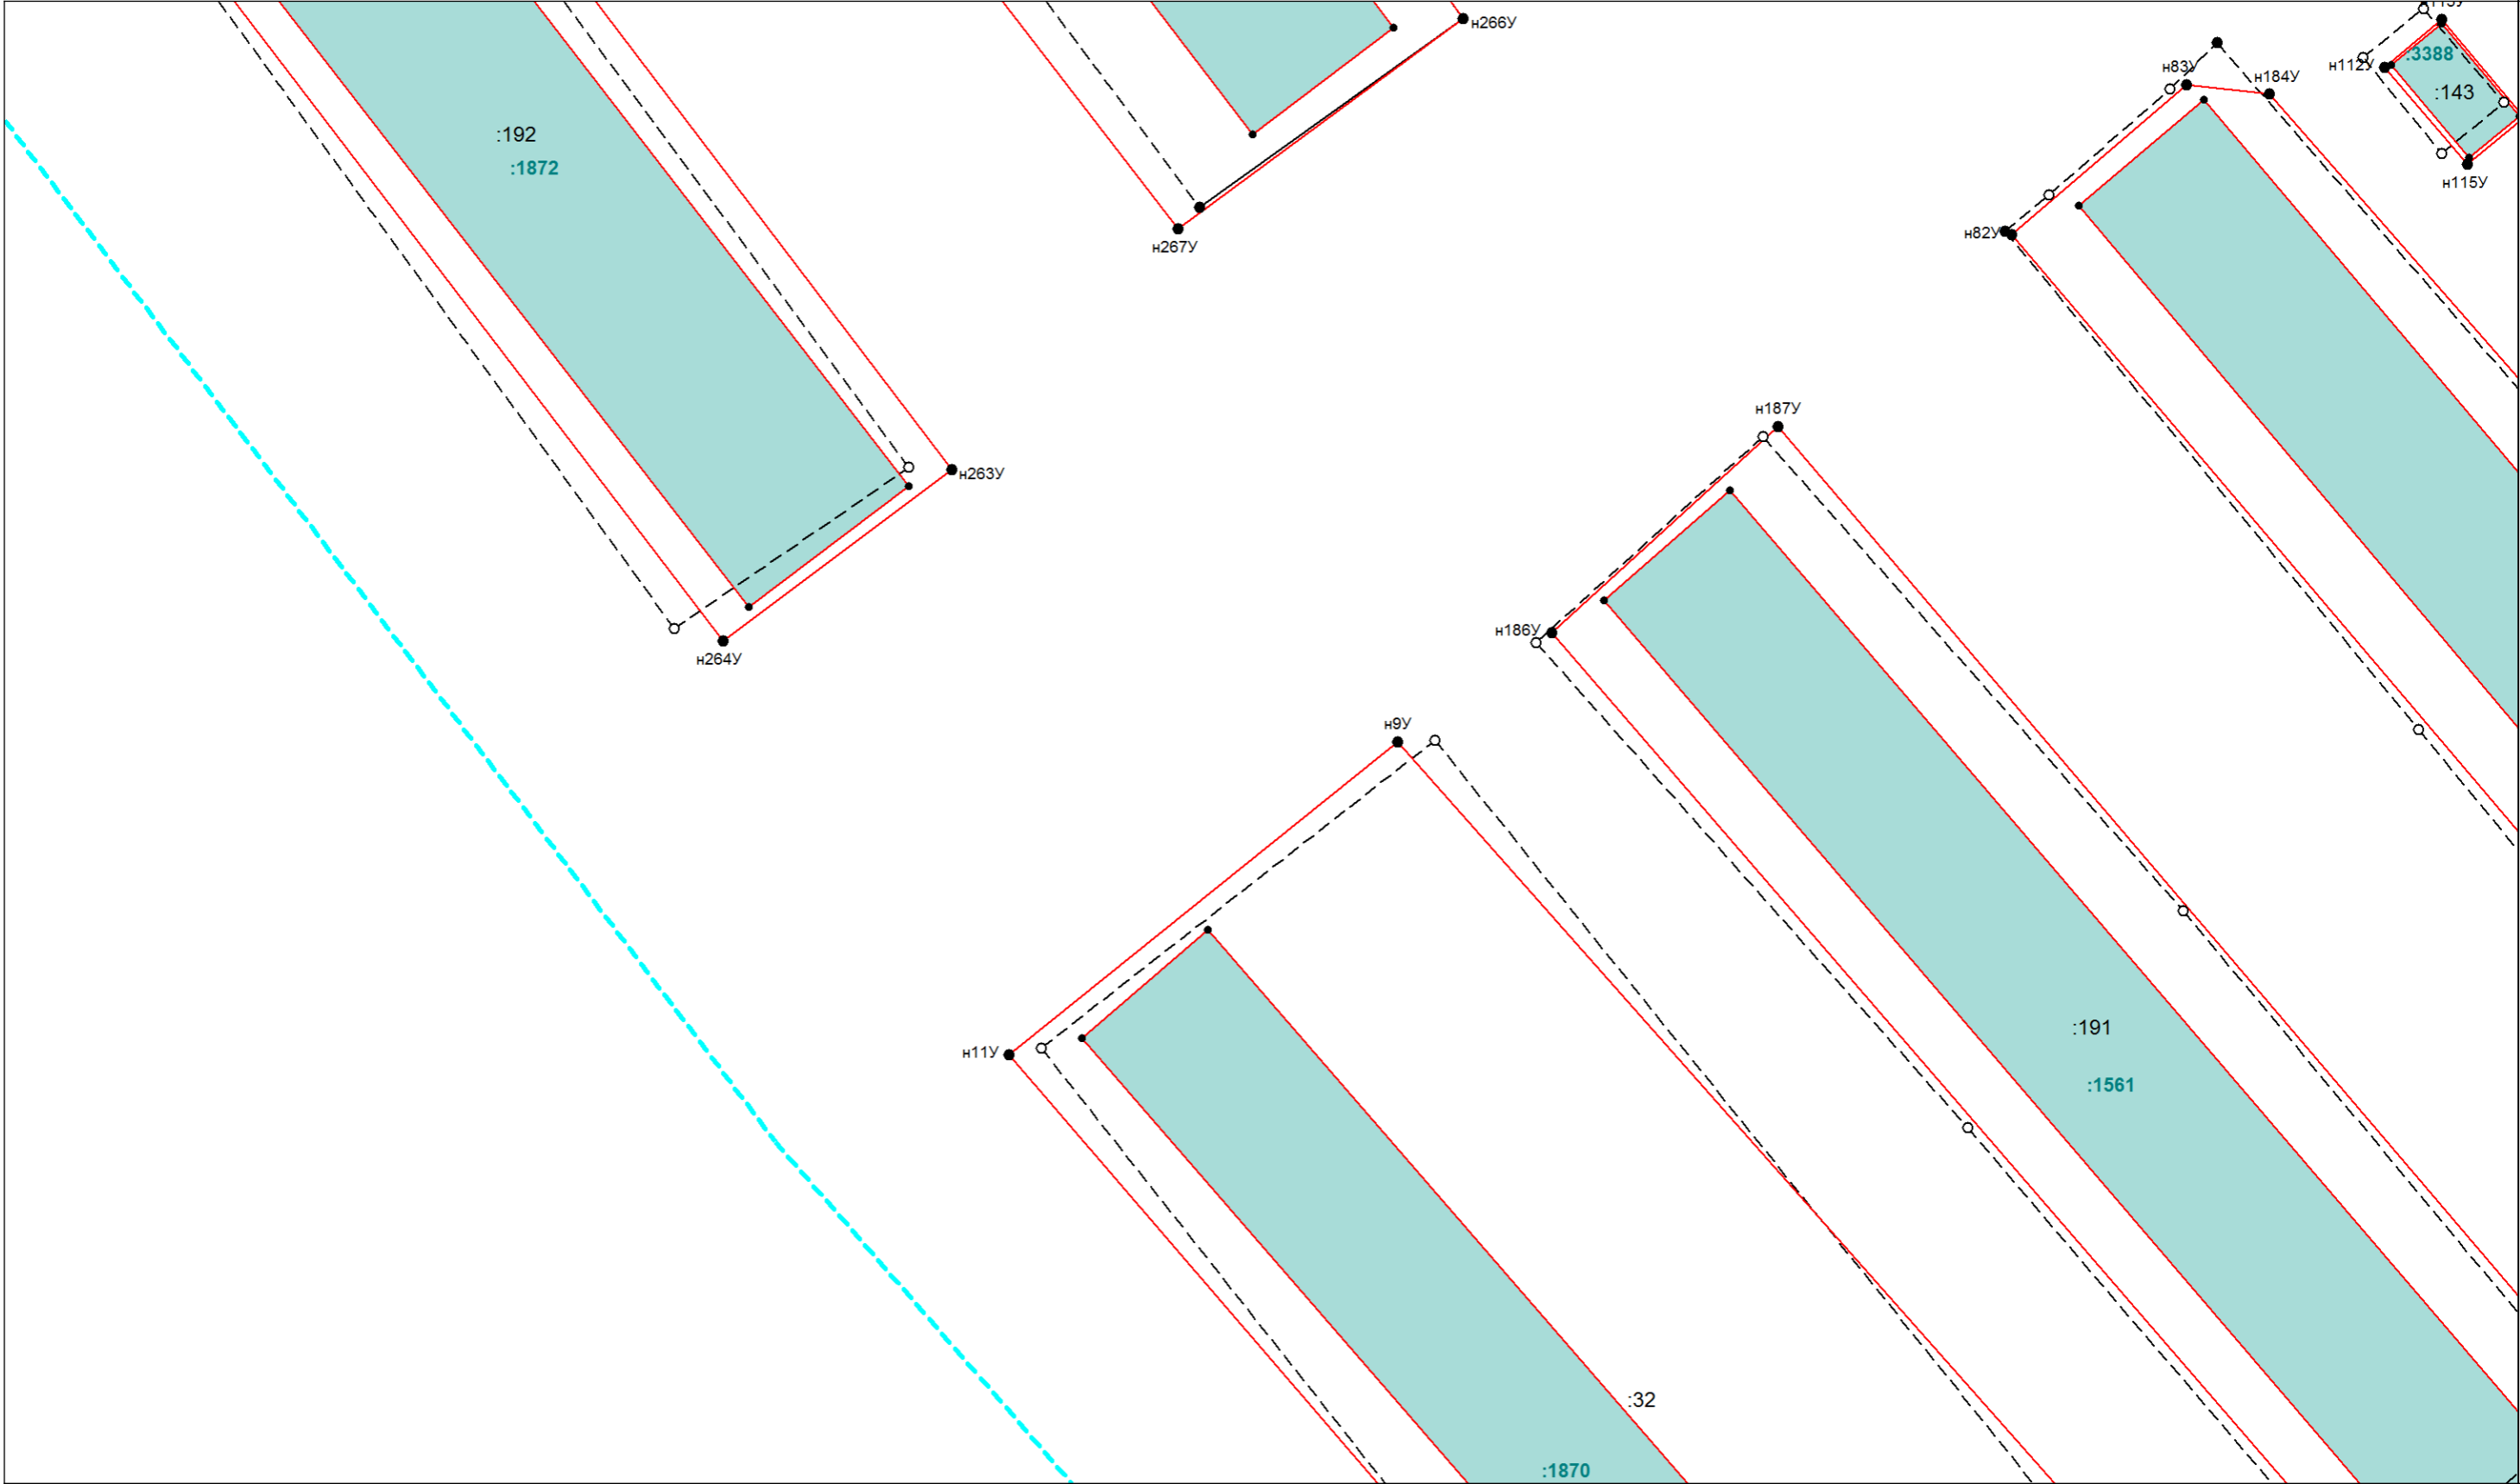 н266У
:3388
н112У
н83У
н184У
:143
:192
:1872
н115У
н82У
н267У
н187У
н263У
н186У
н264У
н9У
:191
н11У
:1561
:32
:1870